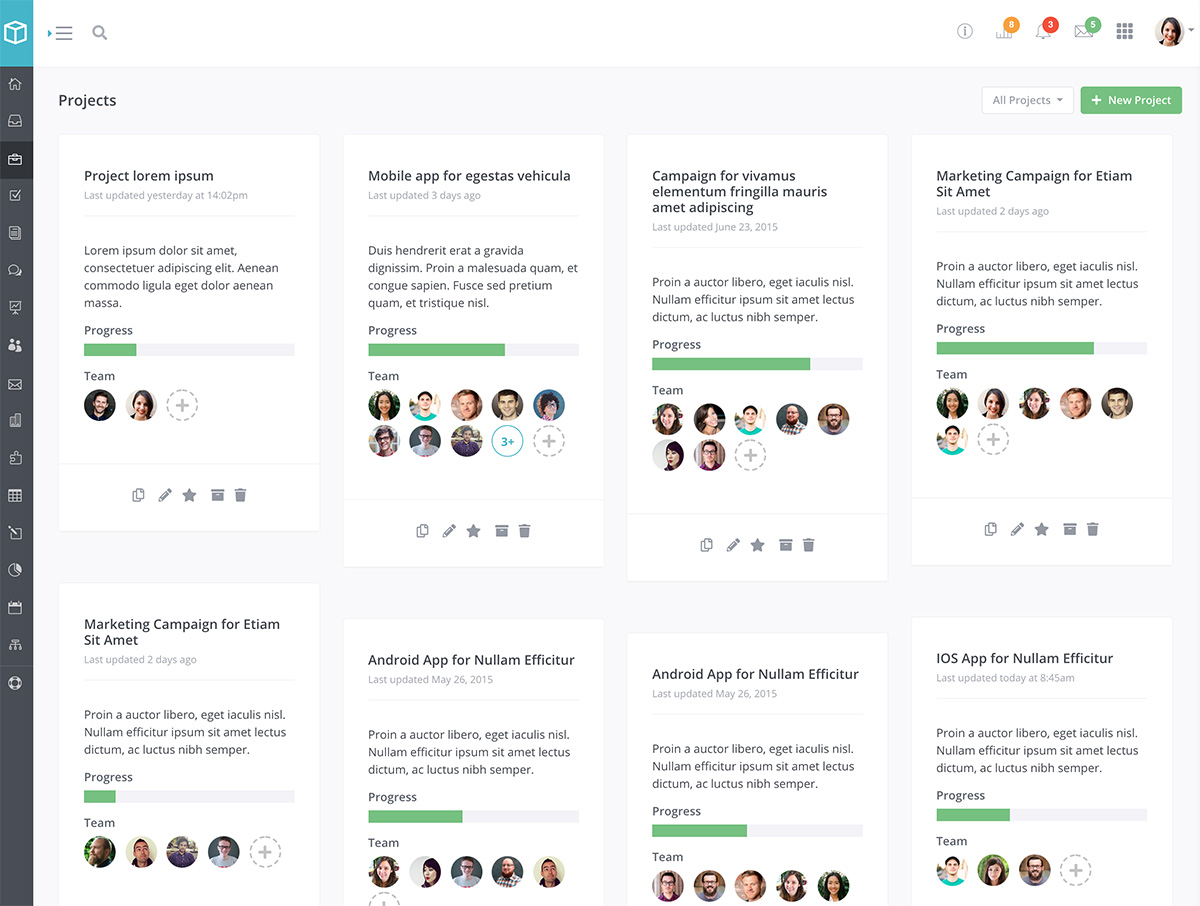 8
3
5
Projects
All Projects
New Project
Project lorem ipsum
Last updated yesterday at 14:02pm
Lorem ipsum dolor sit amet,
consectetuer adipiscing elit. Aenean
commodo ligula eget dolor aenean
massa.
Progress
Team
Mobile app for egestas vehicula
Last updated 3 days ago
Duis hendrerit erat a gravida
dignissim. Proin a malesuada quam, et
congue sapien. Fusce sed pretium
quam, et tristique nisl.
Progress
Team
3+
Campaign for vivamus
elementum fringilla mauris
amet adipiscing
Last updated June 23, 2015
Proin a auctor libero, eget iaculis nisl.
Nullam efficitur ipsum sit amet lectus
dictum, ac luctus nibh semper.
Progress
Team
Marketing Campaign for Etiam
Sit Amet
Last updated 2 days ago
Proin a auctor libero, eget iaculis nisl.
Nullam efficitur ipsum sit amet lectus
dictum, ac luctus nibh semper.
Progress
Team
Marketing Campaign for Etiam
Sit Amet
Last updated 2 days ago
Proin a auctor libero, eget iaculis nisl.
Nullam efficitur ipsum sit amet lectus
dictum, ac luctus nibh semper.
Progress
Team
Android App for Nullam Efficitur
Last updated May 26, 2015
Proin a auctor libero, eget iaculis nisl.
Nullam efficitur ipsum sit amet lectus
dictum, ac luctus nibh semper.
Progress
Team
Android App for Nullam Efficitur
Last updated May 26, 2015
Proin a auctor libero, eget iaculis nisl.
Nullam efficitur ipsum sit amet lectus
dictum, ac luctus nibh semper.
Progress
Team
IOS App for Nullam Efficitur
Last updated today at 8:45am
Proin a auctor libero, eget iaculis nisl.
Nullam efficitur ipsum sit amet lectus
dictum, ac luctus nibh semper.
Progress
Team